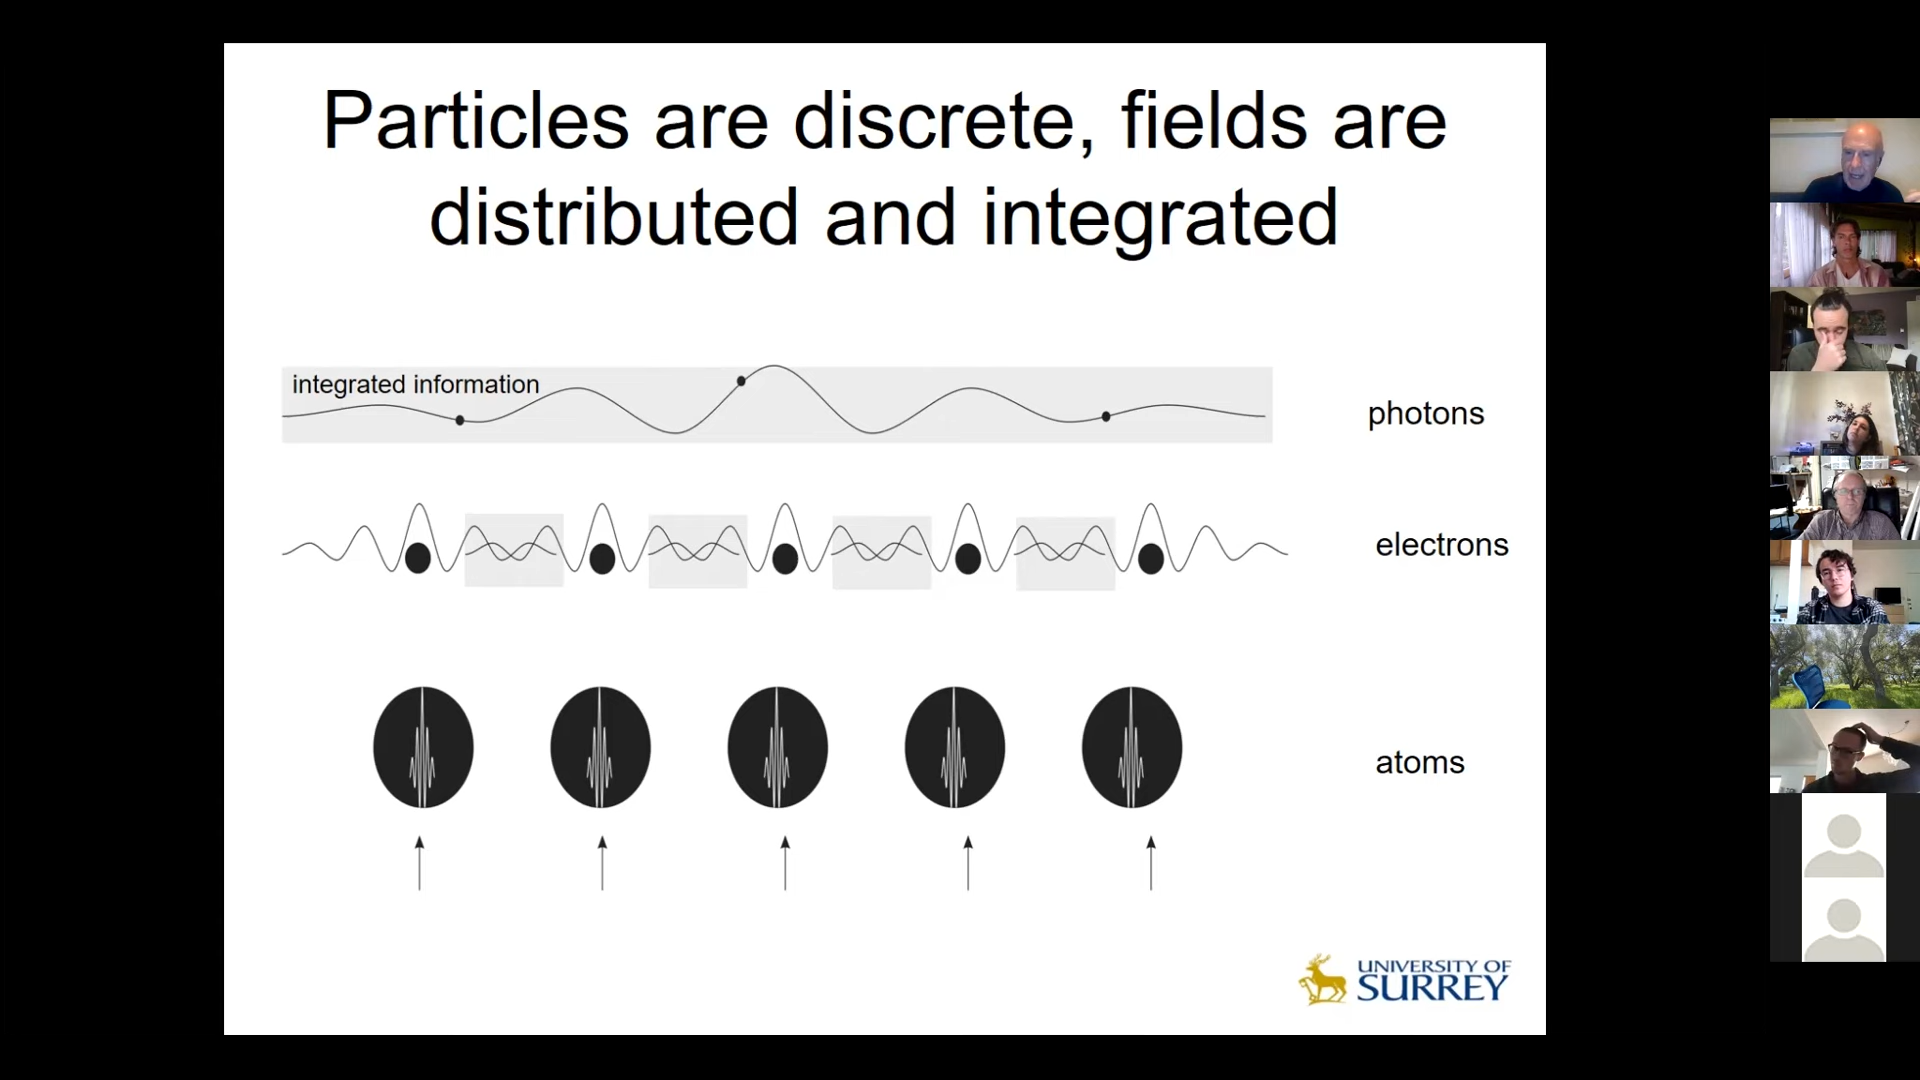 Particles are discrete, fields are
distributed and integrated
integrated information
photons
electrons
atoms
UNIVERSITY OF
SURREY